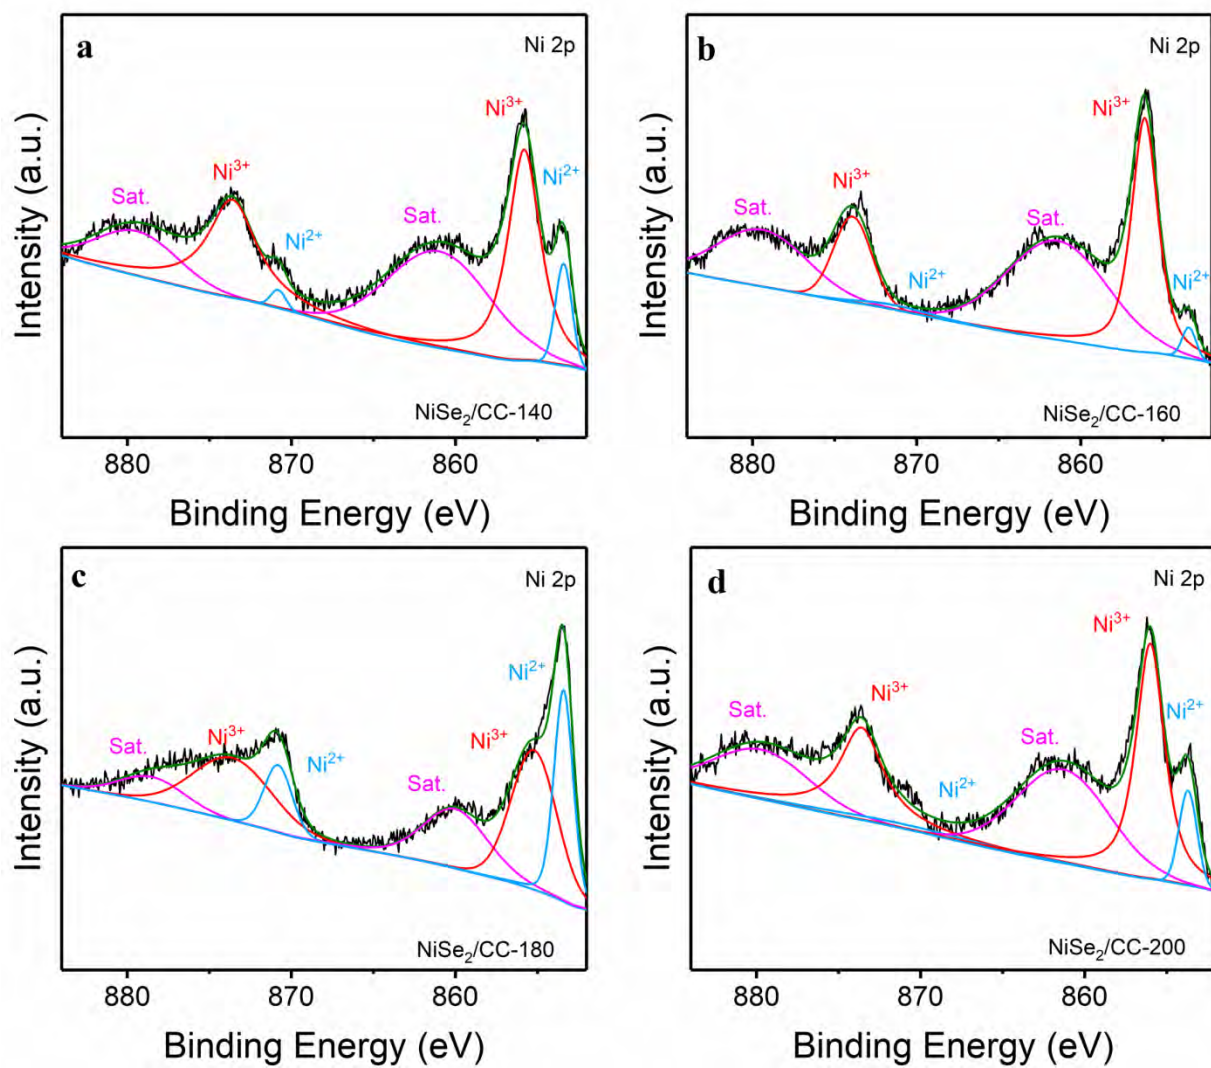 a
Ni 2p
Ni³⁺
Ni²⁺
Sat.
Ni³⁺
Ni²⁺
Sat.
NiSe₂/CC-140
880 870 860
Binding Energy (eV)
Intensity (a.u.)
b
Ni 2p
Ni³⁺
Ni³⁺
Sat.
Sat.
Ni²⁺
Ni²⁺
NiSe₂/CC-160
880 870 860
Binding Energy (eV)
Intensity (a.u.)
c
Ni 2p
Ni²⁺
Sat.
Ni³⁺
Ni²⁺
Ni³⁺
Sat.
NiSe₂/CC-180
880 870 860
Binding Energy (eV)
Intensity (a.u.)
d
Ni 2p
Ni³⁺
Ni³⁺
Sat.
Ni²⁺
Sat.
Ni²⁺
NiSe₂/CC-200
880 870 860
Binding Energy (eV)
Intensity (a.u.)